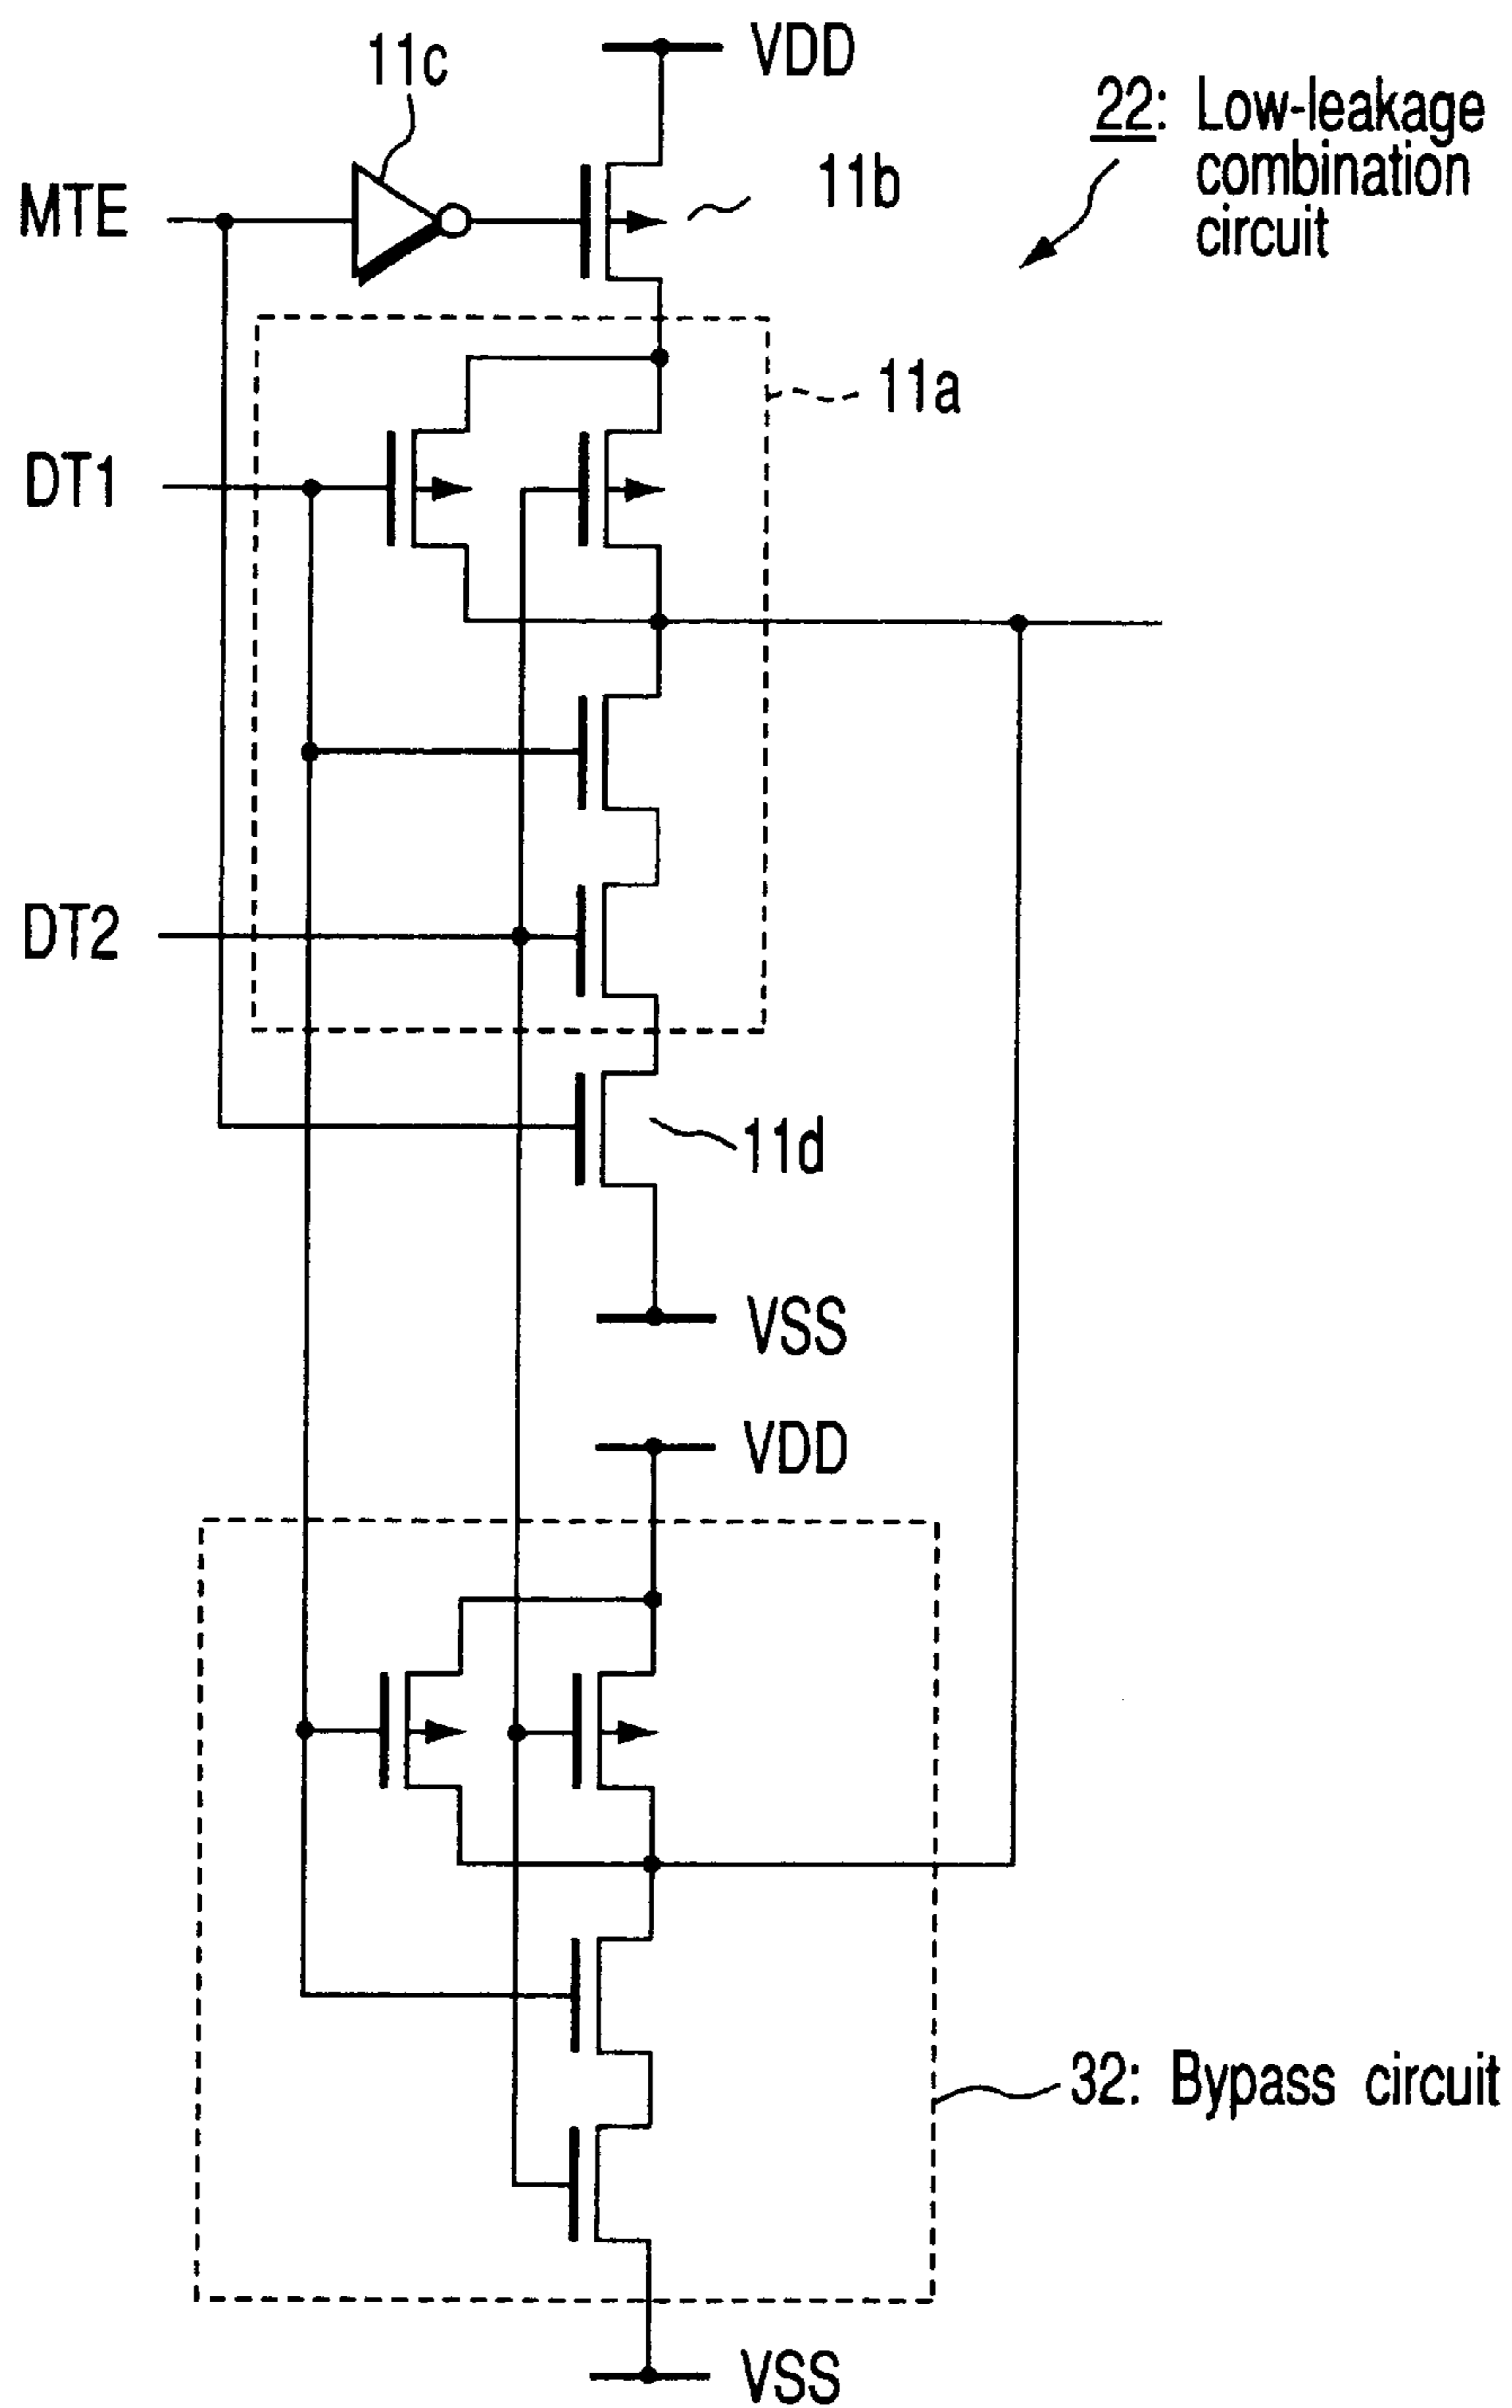 11c
VDD
22: Low-leakage
combination
circuit
MTE
11b
11a
DT1
DT2
11d
VSS
VDD
32: Bypass circuit
VSS